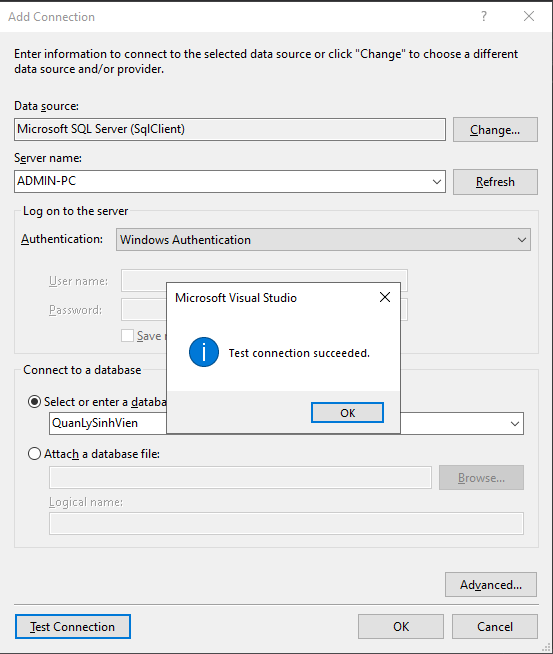 Add Connection
Enter information to connect to the selected data source or click "Change" to choose a different
data source and/or provider.
Data source:
Microsoft SQL Server (SqlClient)
Change...
Server name:
ADMIN-PC
Refresh
Log on to the server
Authentication:
Windows Authentication
User name:
Password:
Save
Microsoft Visual Studio
Test connection succeeded.
OK
Connect to a database
Select or enter a
QuanLySinhVien
Attach a database file:
Browse...
Logical name:
Advanced...
Test Connection
OK
Cancel